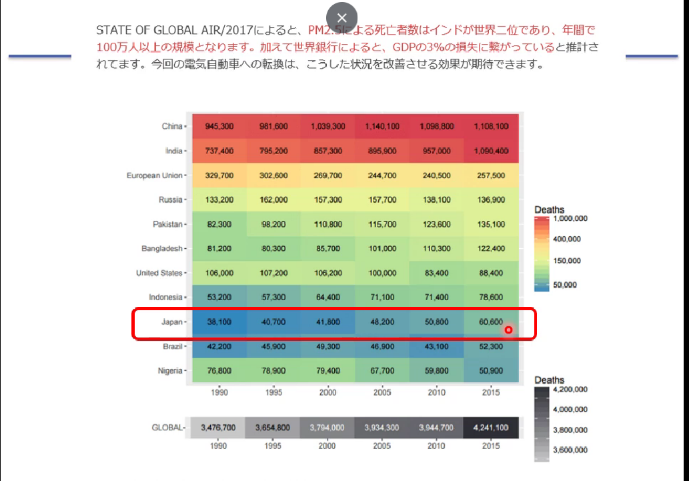 STATE OF GLOBAL AIR/2017によると、PM2.5による死亡者数はインドが世界二位であり、年間で
100万人以上の規模となります。加えて世界銀行によると、GDPの3%の損失に繋がっていると推計さ
れてます。今回の電気自動車への転換は、こうした状況を改善させる効果が期待できます。
China 945,300 981,600 1,039,300 1,140,100 1,098,800 1,108,100
India 737,400 795,200 857,300 895,900 957,000 1,090,400
European Union 329,700 302,600 269,700 244,700 240,500 257,500
Russia 133,200 162,000 157,300 157,700 138,100 136,900
Pakistan 82,300 98,200 110,800 115,700 123,600 135,100
Bangladesh 81,200 80,300 85,700 101,000 110,300 122,400
United States 106,000 107,200 106,200 100,000 83,400 88,400
Indonesia 53,200 57,300 64,400 71,100 71,400 78,600
Japan 38,100 40,700 41,800 48,200 50,800 60,600
Brazil 42,200 45,900 49,300 46,900 43,100 52,300
Nigeria 76,800 78,900 79,400 67,700 59,800 50,900
1990 1995 2000 2005 2010 2015
Deaths
1,000,000
400,000
150,000
50,000
GLOBAL 3,476,700 3,654,800 3,794,000 3,934,300 3,944,700 4,241,100
1990 1995 2000 2005 2010 2015
Deaths
4,200,000
4,000,000
3,800,000
3,600,000